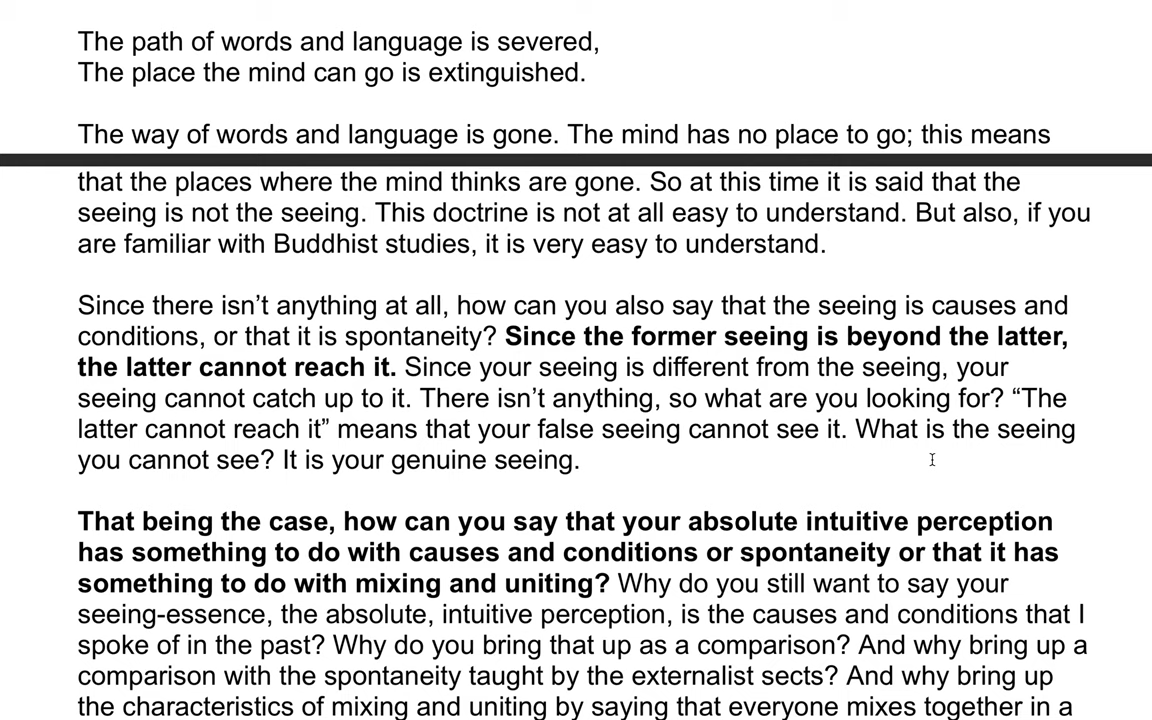 The path of words and language is severed,
The place the mind can go is extinguished.
The way of words and language is gone. The mind has no place to go; this means
that the places where the mind thinks are gone. So at this time it is said that the
seeing is not the seeing. This doctrine is not at all easy to understand. But also, if you
are familiar with Buddhist studies, it is very easy to understand.
Since there isn’t anything at all, how can you also say that the seeing is causes and
conditions, or that it is spontaneity? Since the former seeing is beyond the latter,
the latter cannot reach it. Since your seeing is different from the seeing, your
seeing cannot catch up to it. There isn’t anything, so what are you looking for? “The
latter cannot reach it” means that your false seeing cannot see it. What is the seeing
you cannot see? It is your genuine seeing.
That being the case, how can you say that your absolute intuitive perception
has something to do with causes and conditions or spontaneity or that it has
something to do with mixing and uniting? Why do you still want to say your
seeing-essence, the absolute, intuitive perception, is the causes and conditions that I
spoke of in the past? Why do you bring that up as a comparison? And why bring up a
comparison with the spontaneity taught by the externalist sects? And why bring up
the characteristics of mixing and uniting by saying that everyone mixes together in a